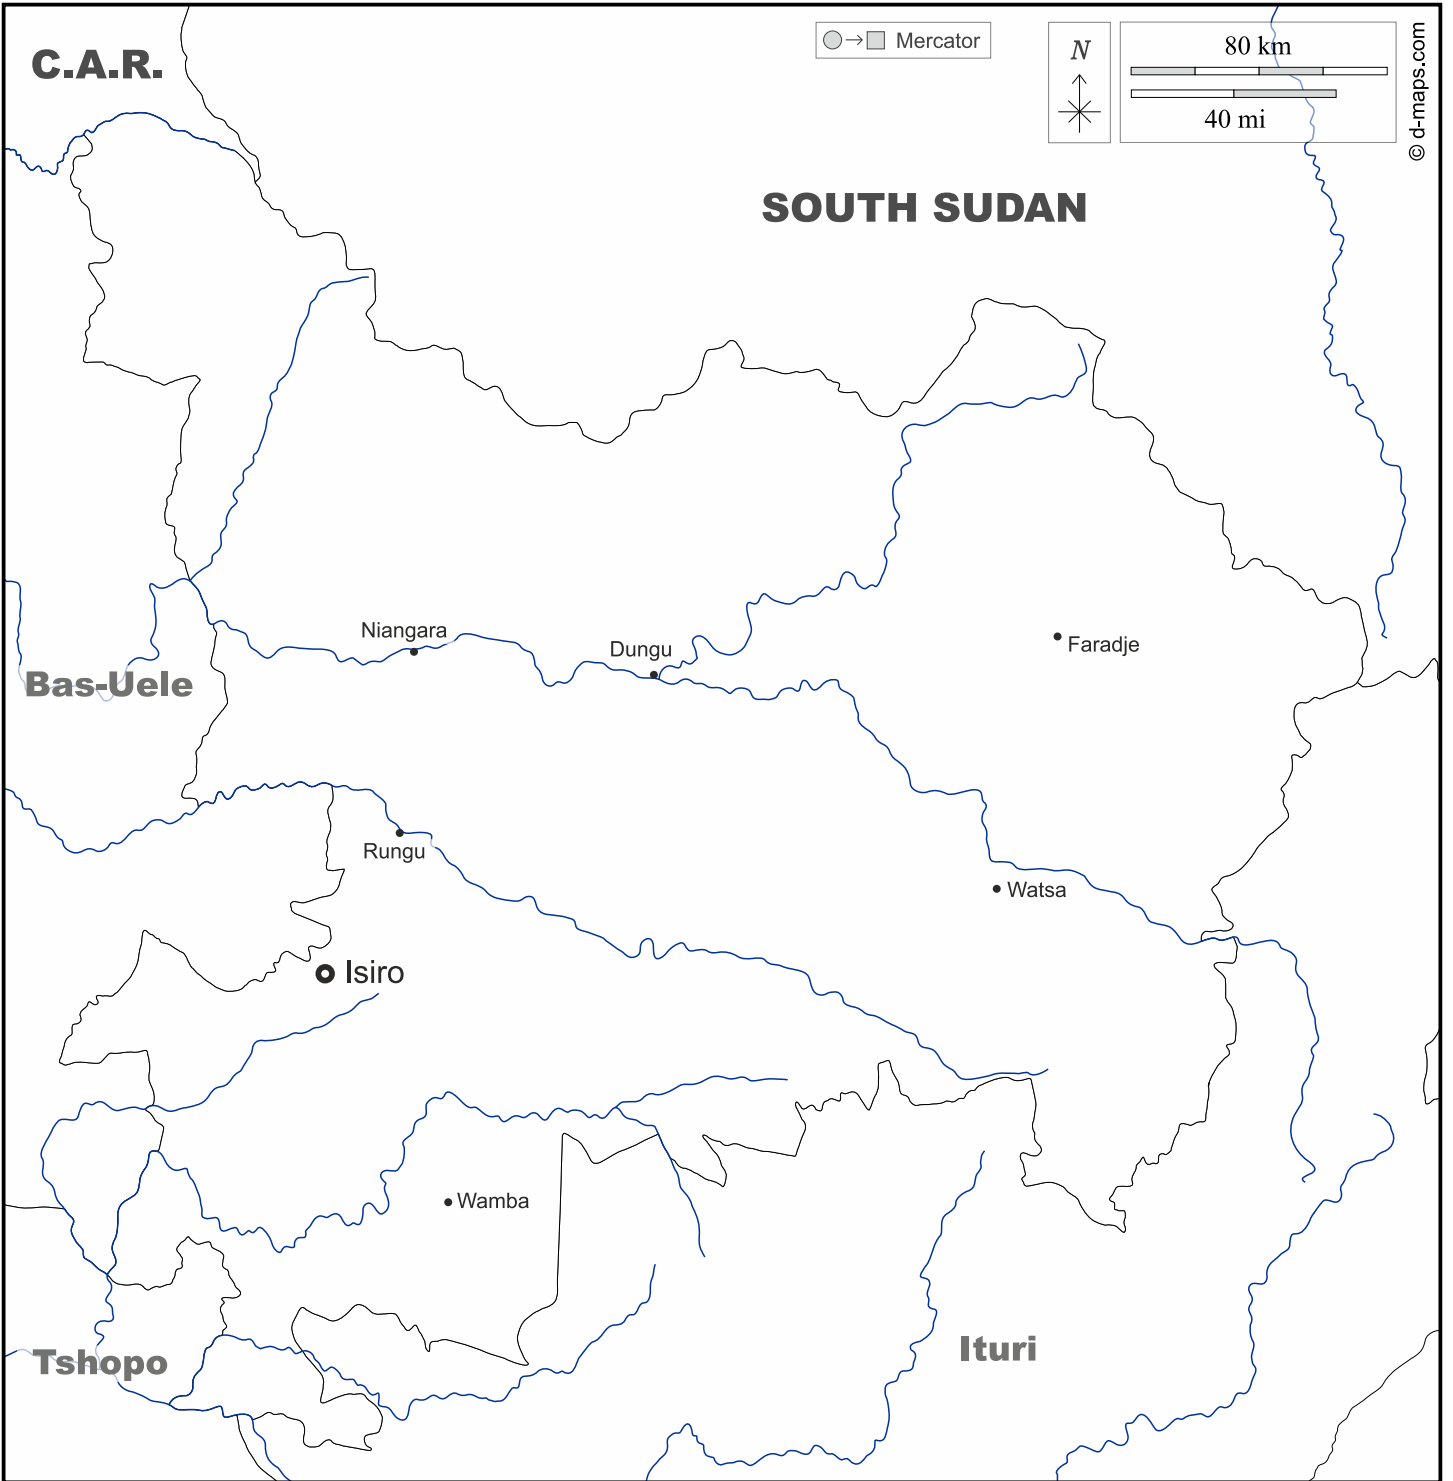 C.A.R.
Mercator
N
80 km
40 mi
© d-maps.com
SOUTH SUDAN
Niangara
Dungu
Faradje
Bas-Uele
Rungu
Watsa
Isiro
Wamba
Ituri
Tshopo